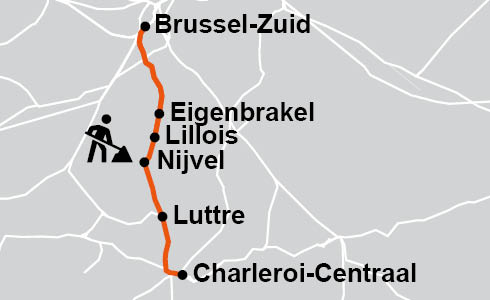 Brussel-Zuid
Eigenbrakel
Lillois
Nijvel
Luttre
Charleroi-Centraal